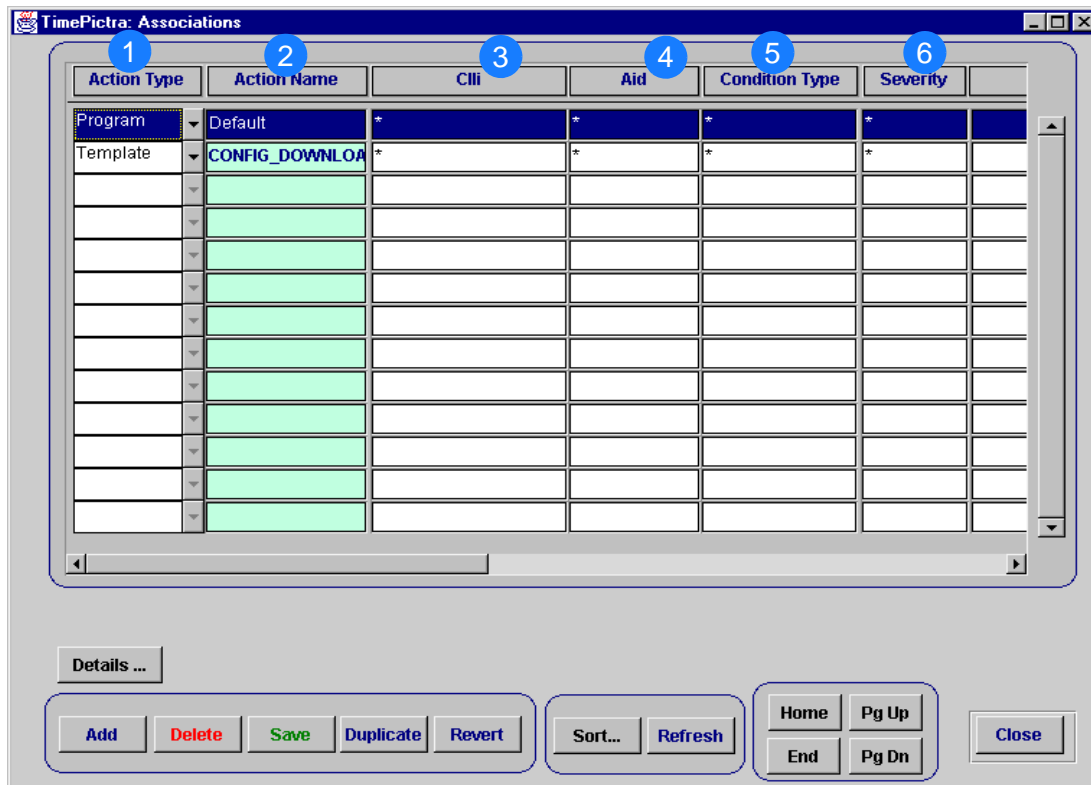 TimePictra: Associations
1 2 3 4 5 6
Action Type Action Name Clli Aid Condition Type Severity
Program Default * * * *
Template CONFIG_DOWNLOA * * * *
Details ...
Add Delete Save Duplicate Revert Sort... Refresh Home Pg Up Close
End Pg Dn